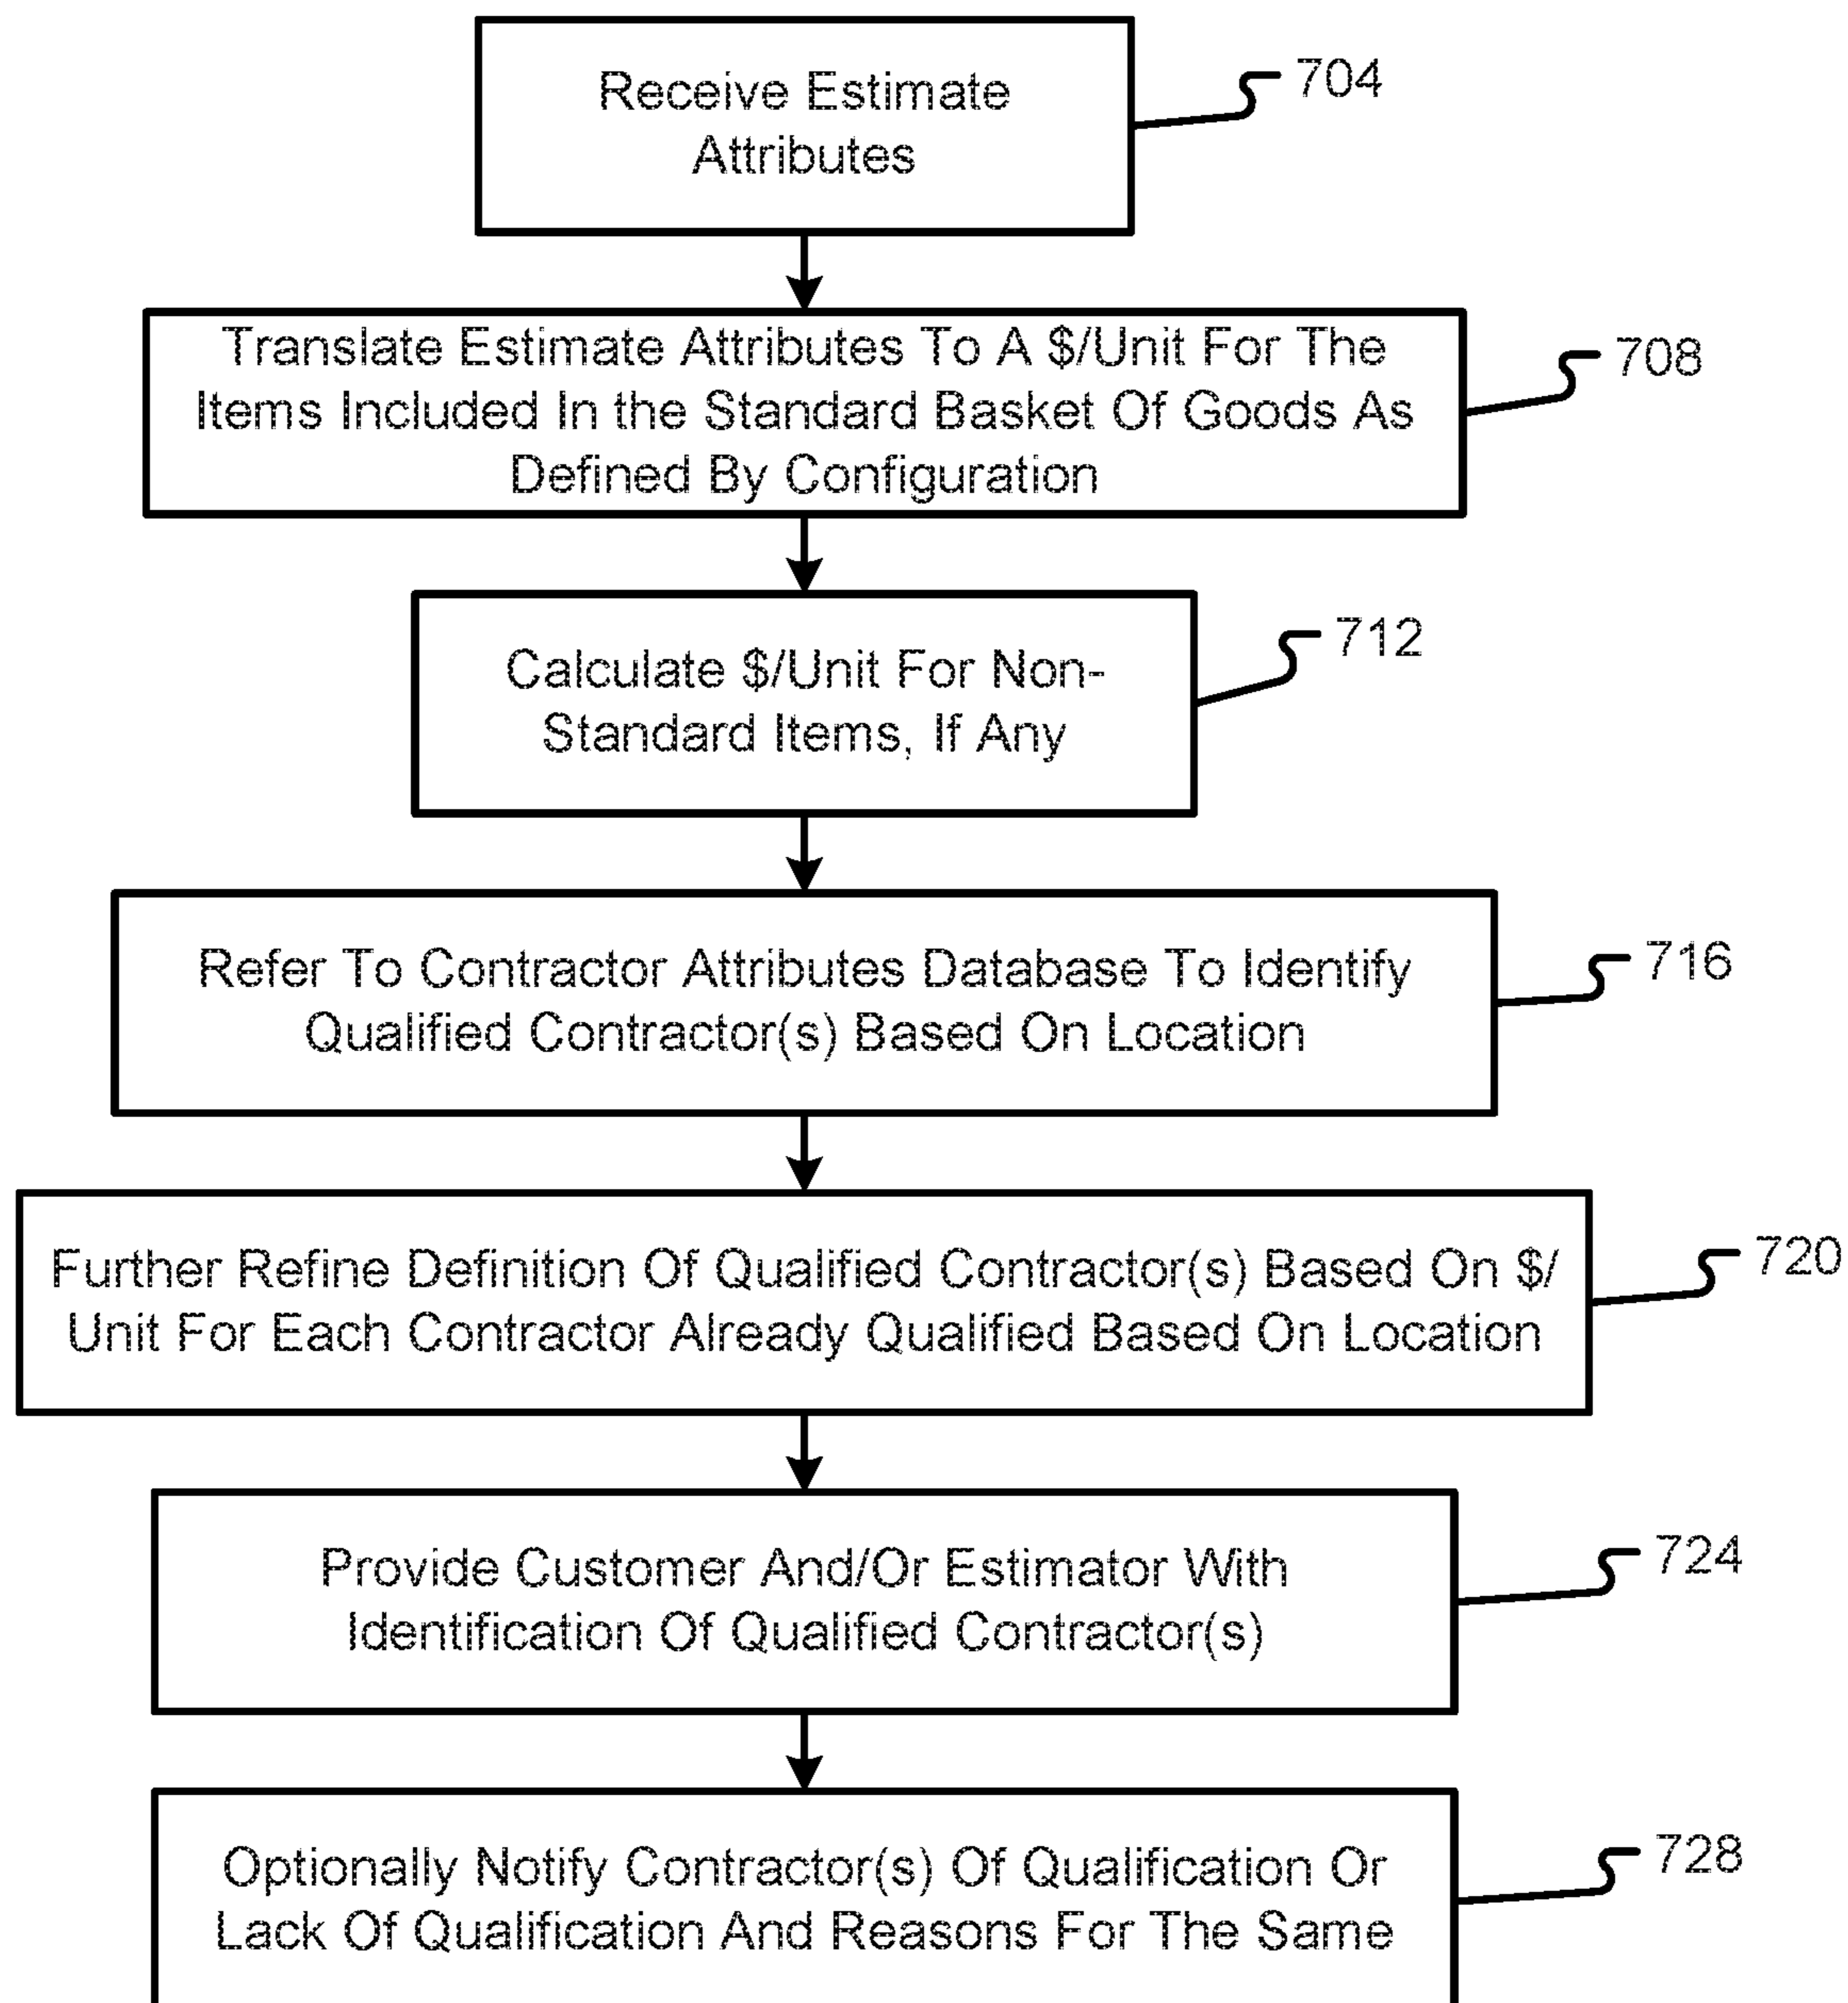 Receive Estimate
Attributes
704
Translate Estimate Attributes To A $/Unit For The
Items Included In the Standard Basket Of Goods As
Defined By Configuration
708
Calculate $/Unit For Non-
Standard Items, If Any
712
Refer To Contractor Attributes Database To Identify
Qualified Contractor(s) Based On Location
716
Further Refine Definition Of Qualified Contractor(s) Based On $/
Unit For Each Contractor Already Qualified Based On Location
720
Provide Customer And/Or Estimator With
Identification Of Qualified Contractor(s)
724
Optionally Notify Contractor(s) Of Qualification Or
Lack Of Qualification And Reasons For The Same
728